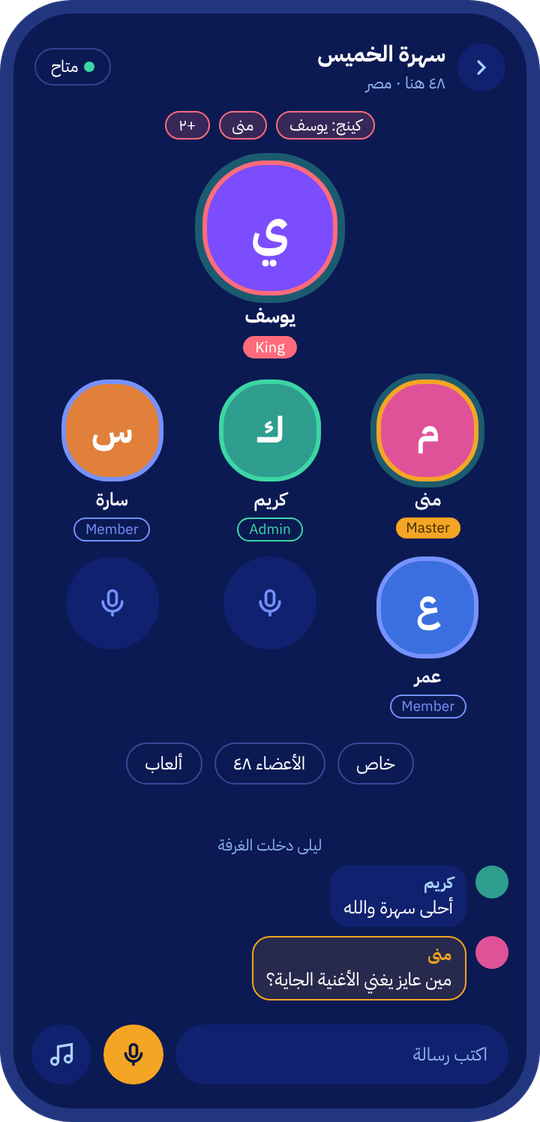 سهرة الخميس
٤٨ هنا · مصر
متاح
كينج: يوسف
منى
+٢
ي
يوسف
King
م
منى
Master
ك
كريم
Admin
س
سارة
Member
ع
عمر
Member
خاص
الأعضاء ٤٨
ألعاب
ليلى دخلت الغرفة
كريم
أحلى سهرة والله
منى
مين عايز يغني الأغنية الجاية؟
اكتب رسالة